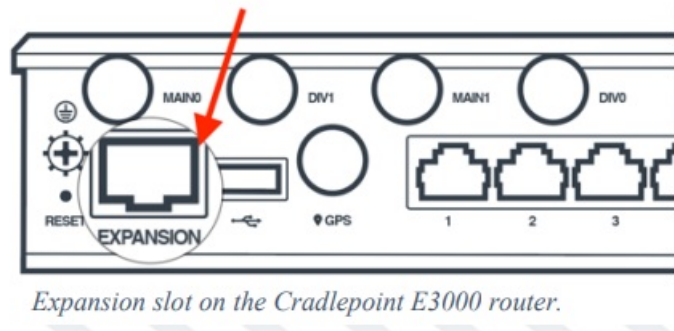 MAIN0
DIV1
MAIN1
DIV0
RESET
EXPANSION
GPS
1
2
3
Expansion slot on the Cradlepoint E3000 router.